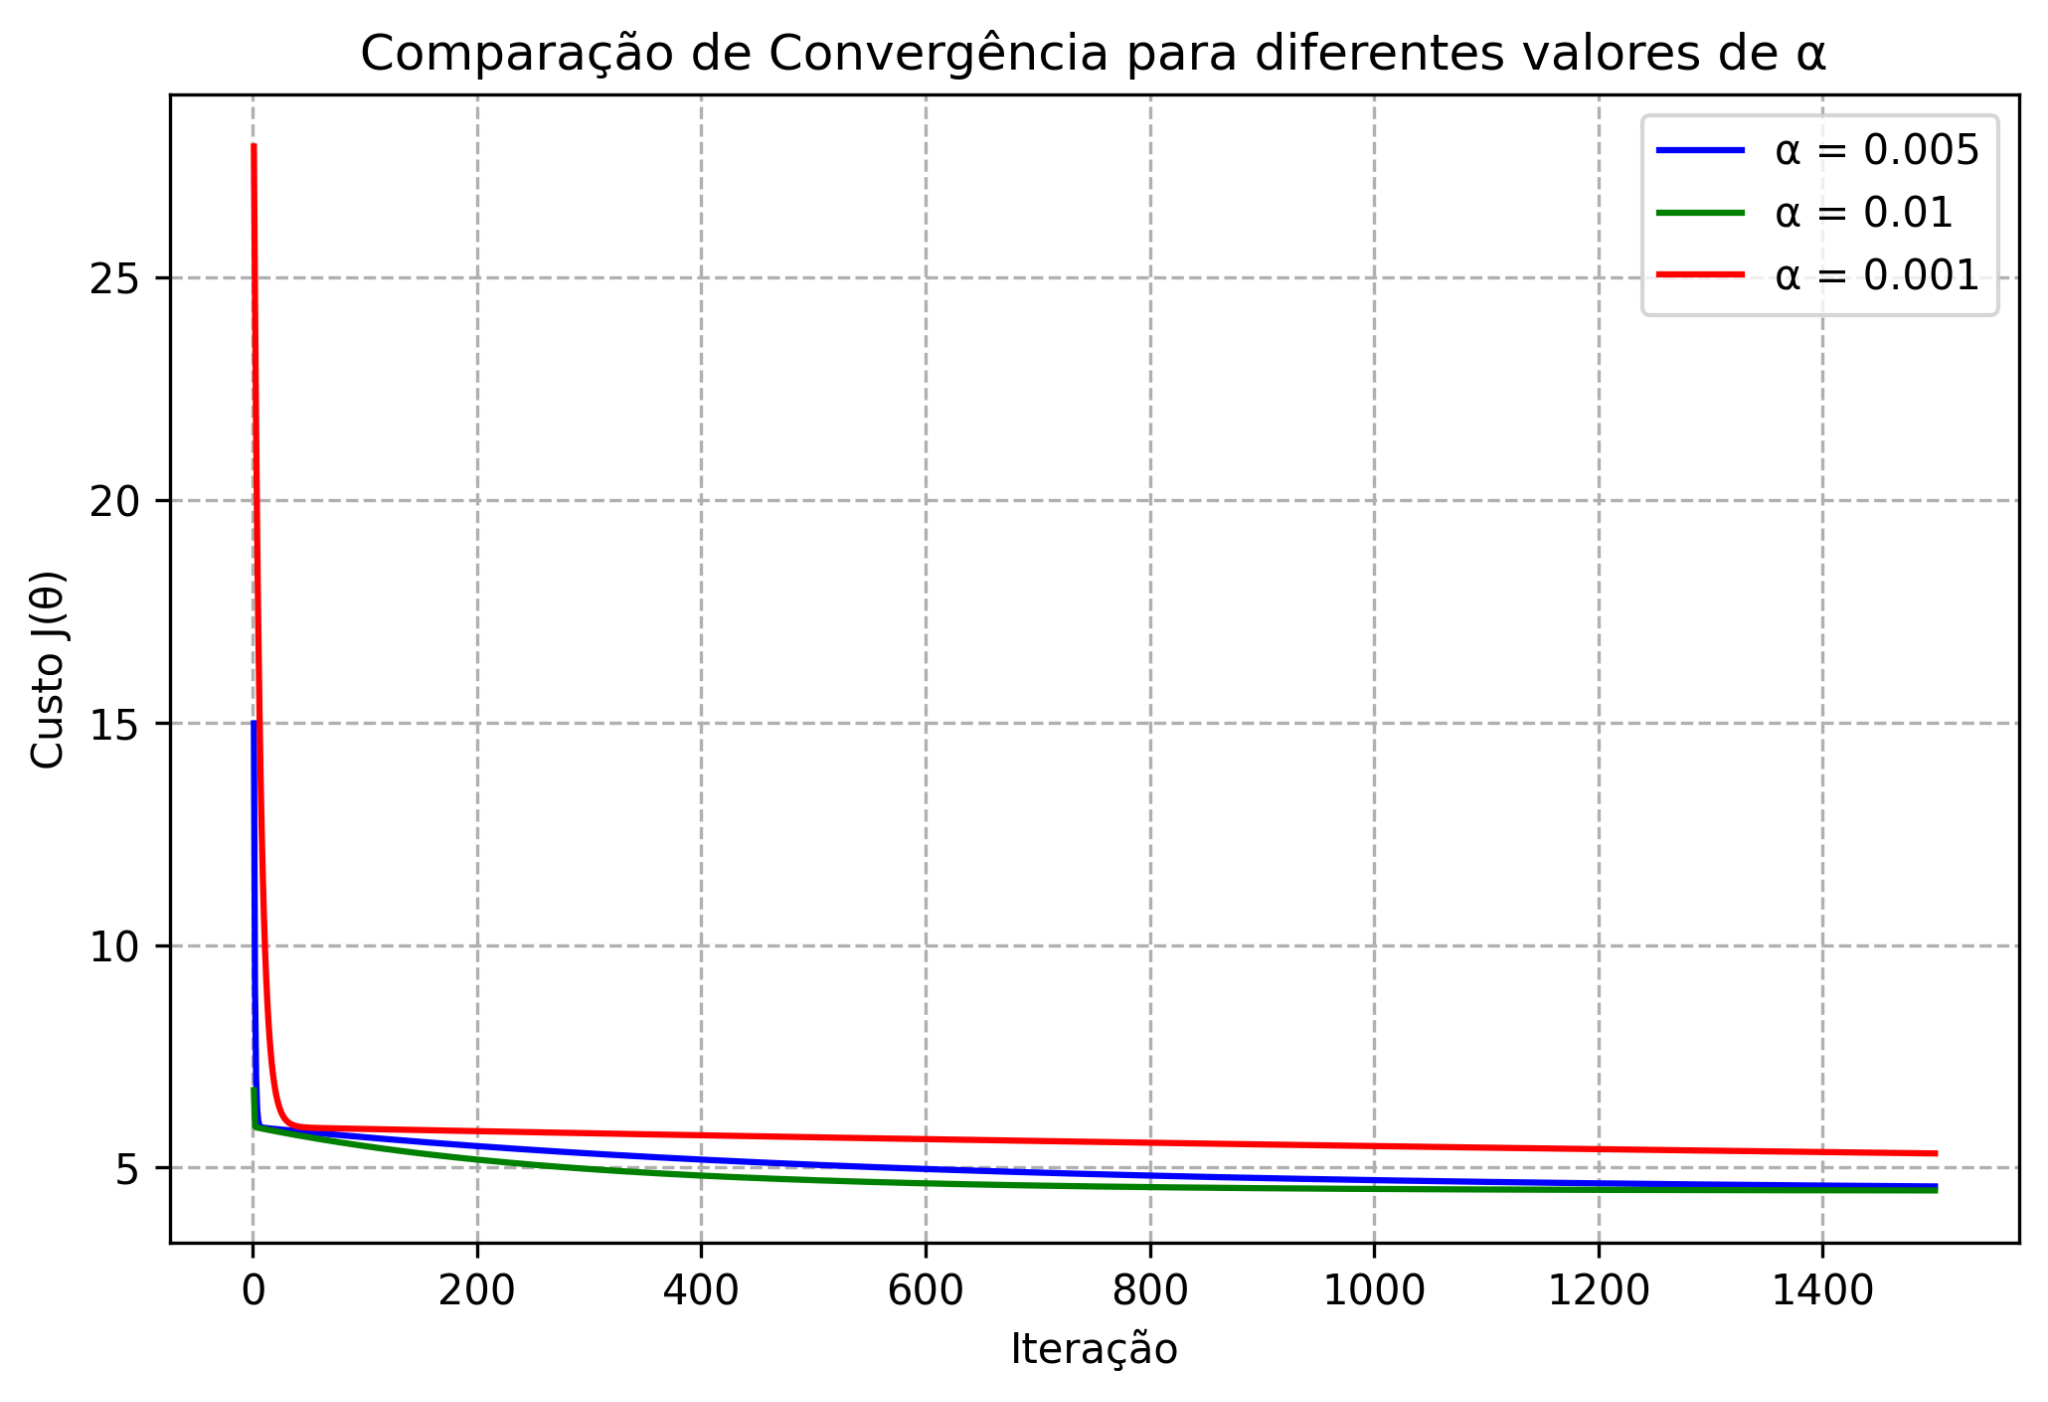 Comparação de Convergência para diferentes valores de α
α = 0.005
α = 0.01
α = 0.001
Custo J(θ)
25
20
15
10
5
0 200 400 600 800 1000 1200 1400
Iteração